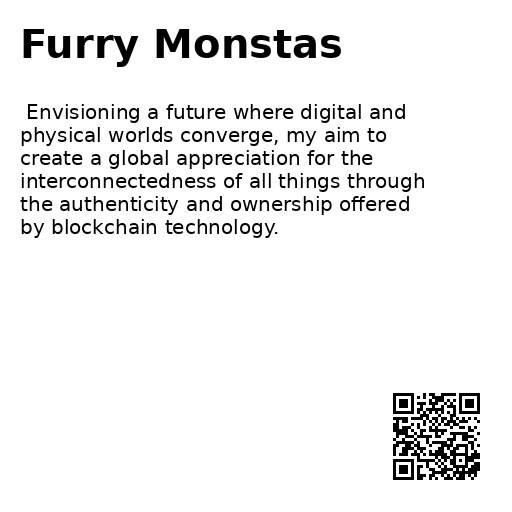 Furry Monstas
Envisioning a future where digital and
physical worlds converge, my aim to
create a global appreciation for the
interconnectedness of all things through
the authenticity and ownership offered
by blockchain technology.